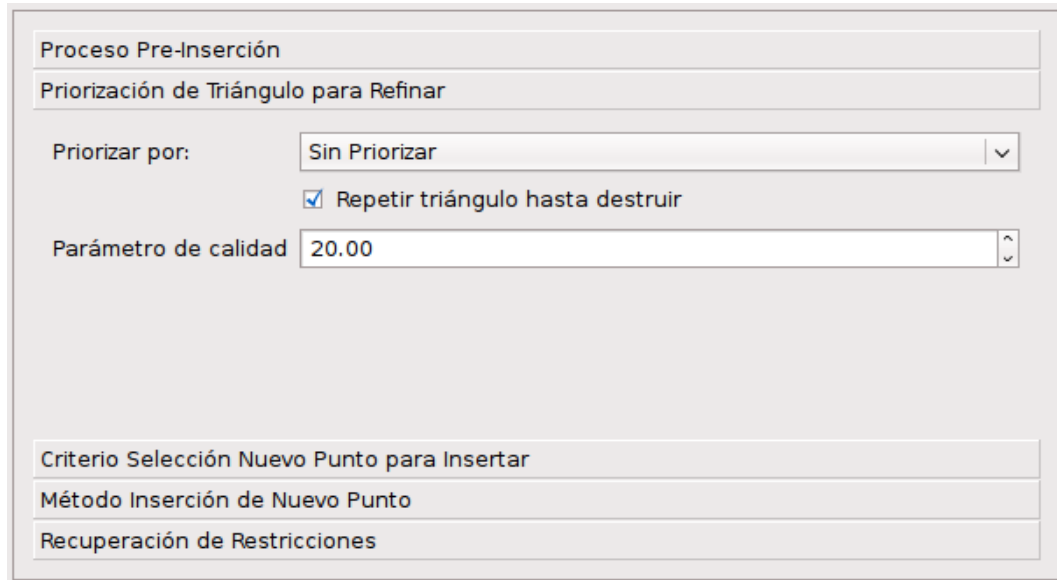 Proceso Pre-Inserción
Priorización de Triángulo para Refinar
Priorizar por: Sin Priorizar
Repetir triángulo hasta destruir
Parámetro de calidad 20.00
Criterio Selección Nuevo Punto para Insertar
Método Inserción de Nuevo Punto
Recuperación de Restricciones